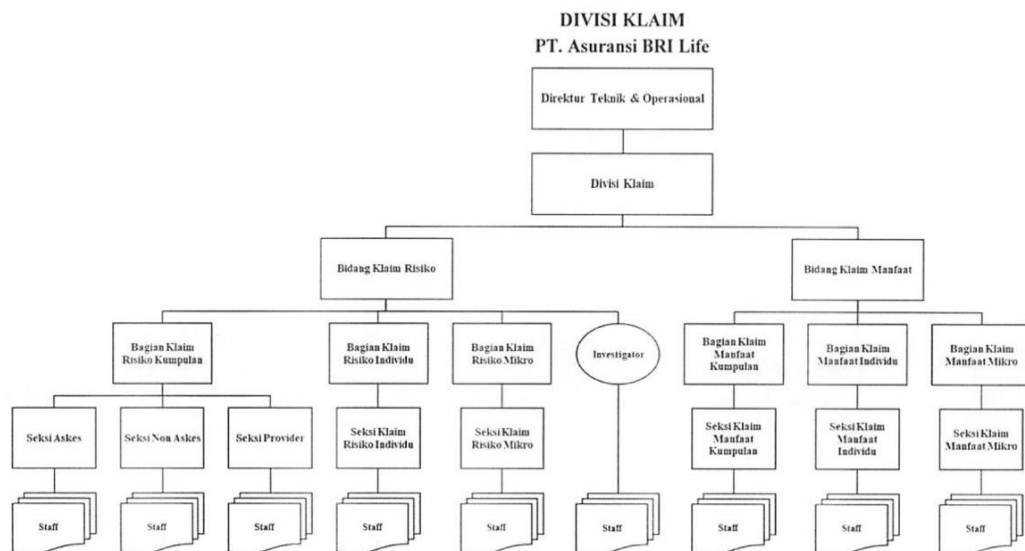 DIVISI KLAIM
PT. Asuransi BRI Life
Direktur Teknik & Operasional
Divisi Klaim
Bidang Klaim Risiko
Bidang Klaim Manfaat
Bagian Klaim
Risiko Kumpulan
Bagian Klaim
Risiko Individu
Bagian Klaim
Risiko Mikro
Investigator
Bagian Klaim
Manfaat
Kumpulan
Bagian Klaim
Manfaat Individu
Bagian Klaim
Manfaat Mikro
Seksi Askes
Seksi Non Askes
Seksi Provider
Seksi Klaim
Risiko Individu
Seksi Klaim
Risiko Mikro
Seksi Klaim
Manfaat
Kumpulan
Seksi Klaim
Manfaat
Individu
Seksi Klaim
Manfaat Mikro
Staff
Staff
Staff
Staff
Staff
Staff
Staff
Staff
Staff